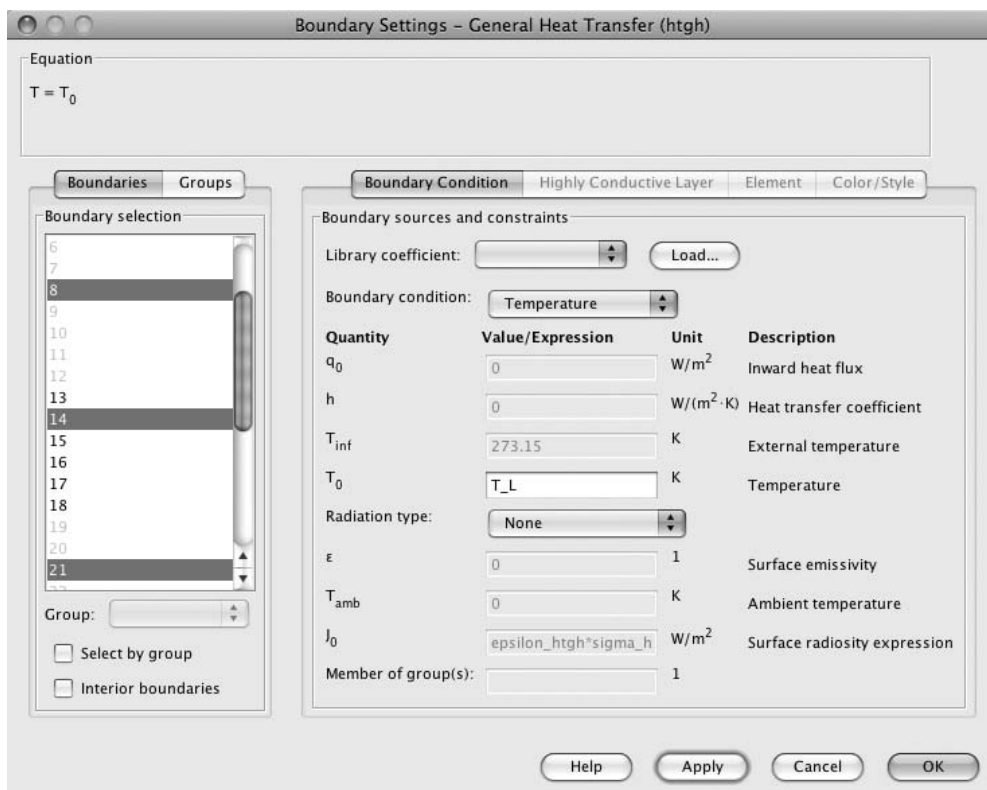 Boundary Settings – General Heat Transfer (htgh)
Equation
T = T0
Boundaries Groups
Boundary selection
6
7
8
9
10
11
12
13
14
15
16
17
18
19
20
21
Group:
Select by group
Interior boundaries
Boundary Condition Highly Conductive Layer Element Color/Style
Boundary sources and constraints
Library coefficient: Load...
Boundary condition: Temperature
Quantity Value/Expression Unit Description
q0 0 W/m2 Inward heat flux
h 0 W/(m2·K) Heat transfer coefficient
Tinf 273.15 K External temperature
T0 T_L K Temperature
Radiation type: None
ε 0 1 Surface emissivity
Tamb 0 K Ambient temperature
J0 epsilon_htgh*sigma_h W/m2 Surface radiosity expression
Member of group(s): 1
Help Apply Cancel OK